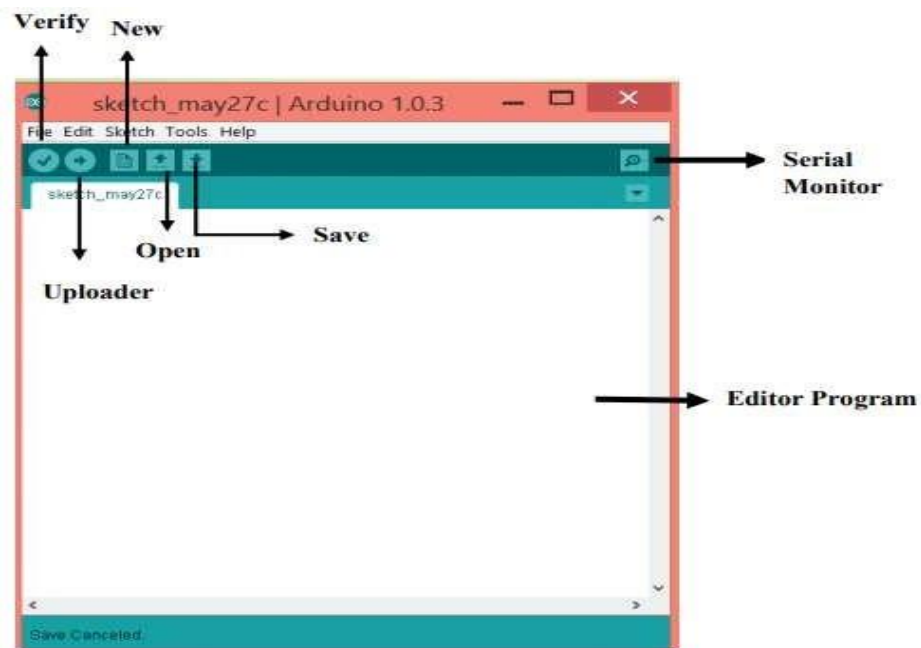 Verify
New
sketch_may27c | Arduino 1.0.3
File Edit Sketch Tools Help
sketch_may27c
Serial
Monitor
Save
Open
Uploader
Editor Program
Save Canceled.